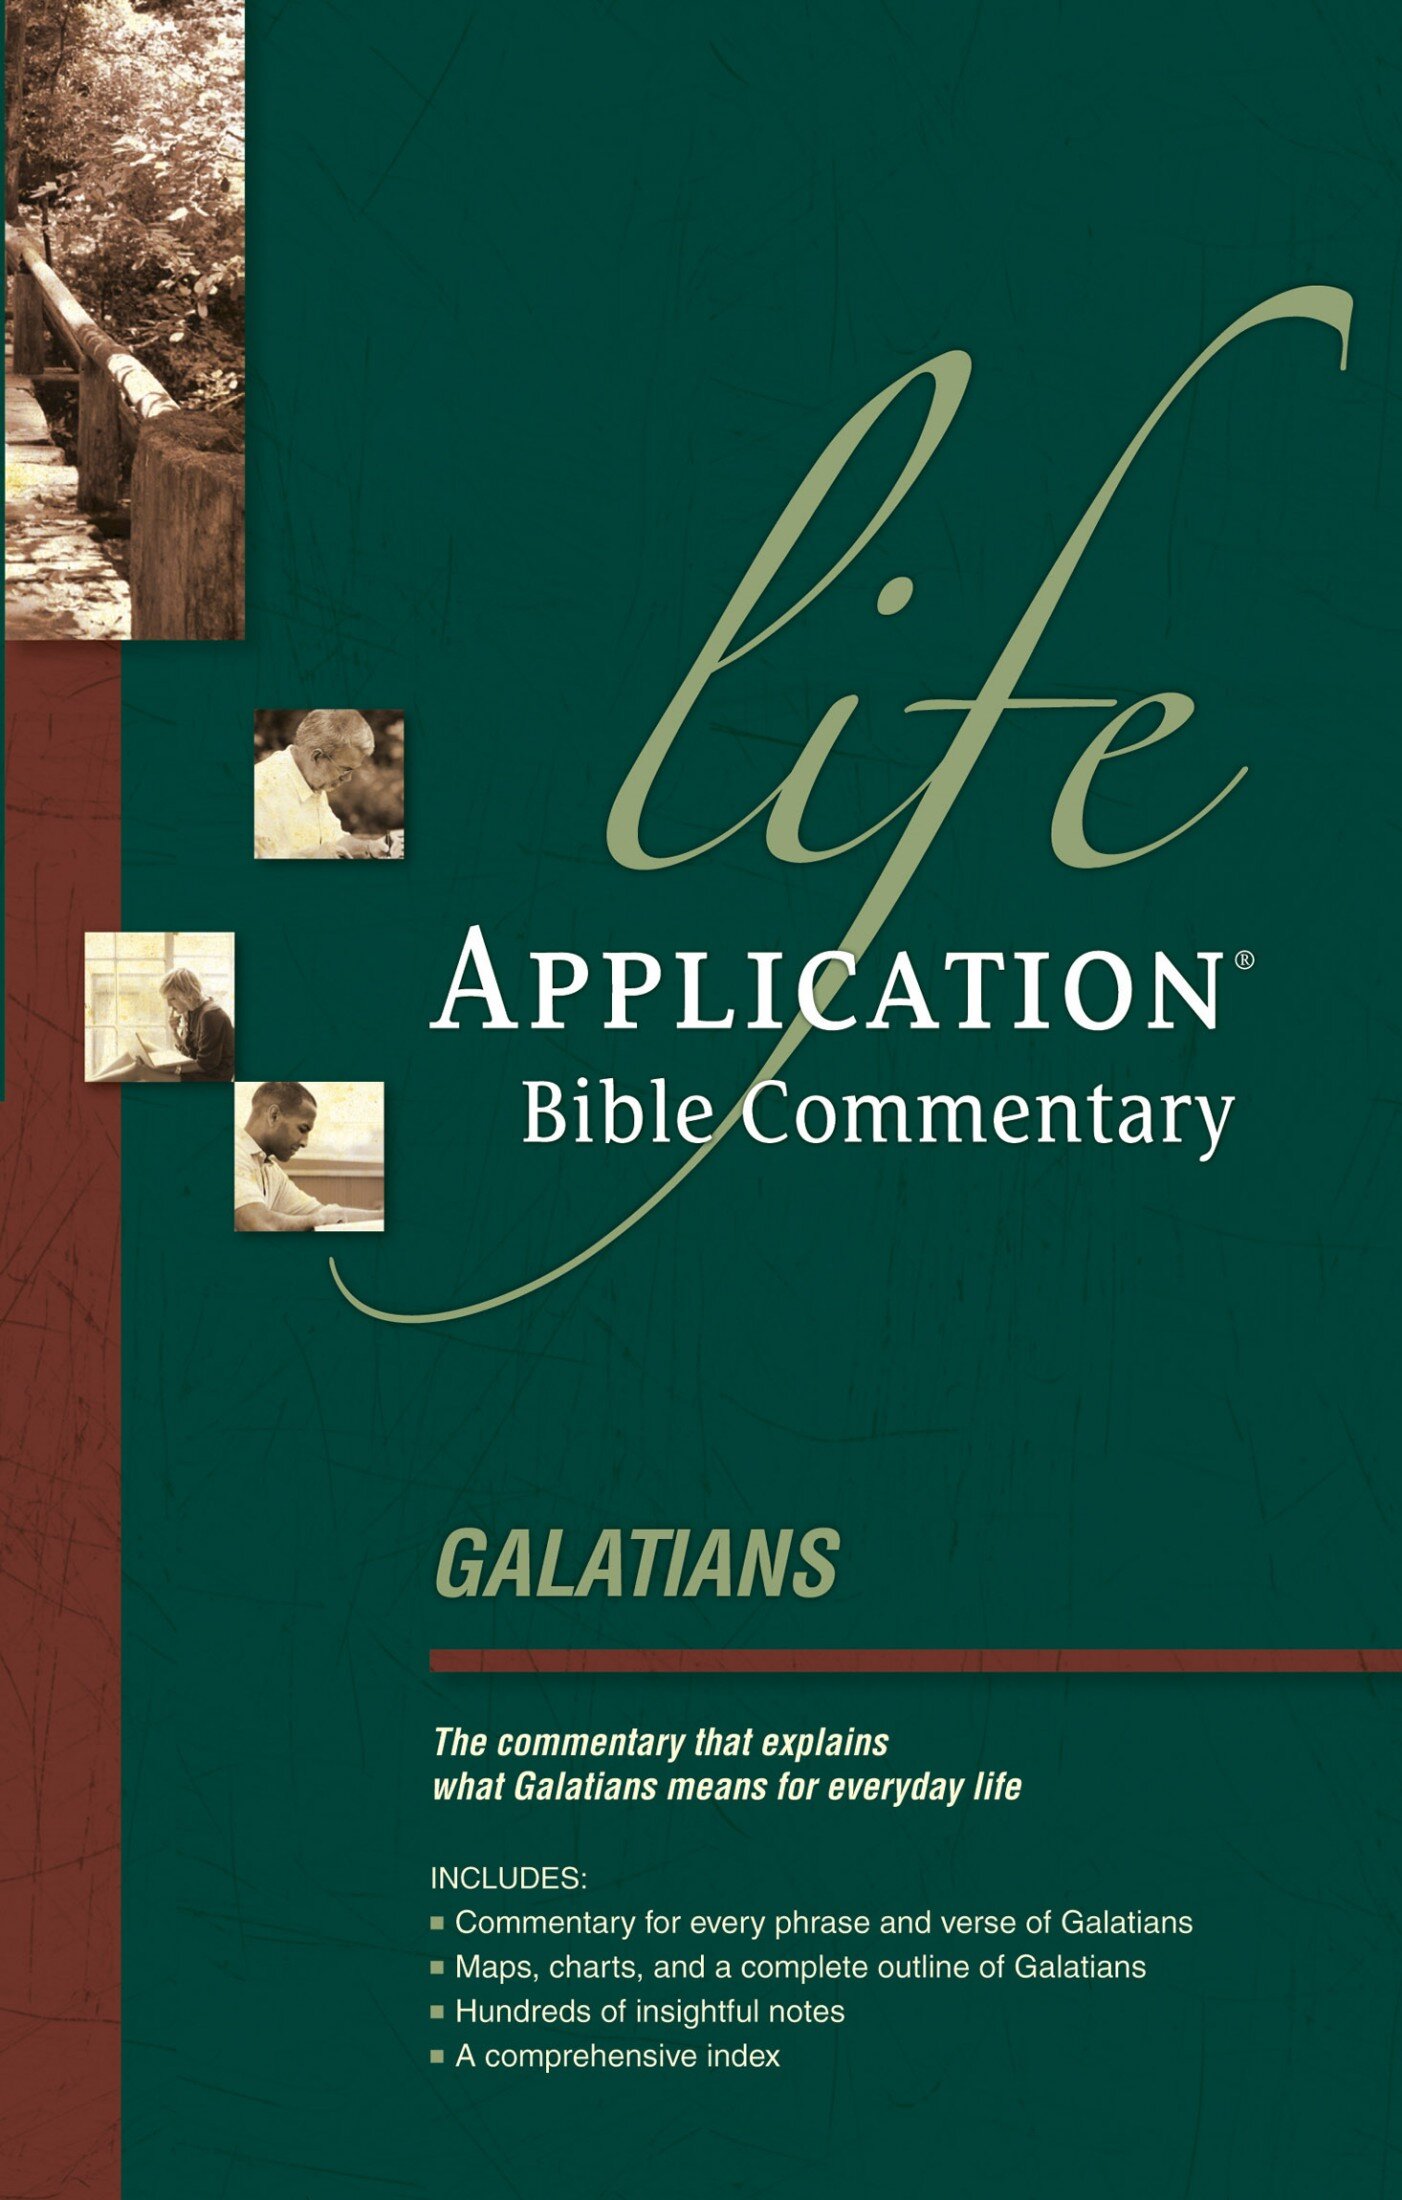 life
APPLICATION®
Bible Commentary
GALATIANS
The commentary that explains
what Galatians means for everyday life
INCLUDES:
■ Commentary for every phrase and verse of Galatians
■ Maps, charts, and a complete outline of Galatians
■ Hundreds of insightful notes
■ A comprehensive index